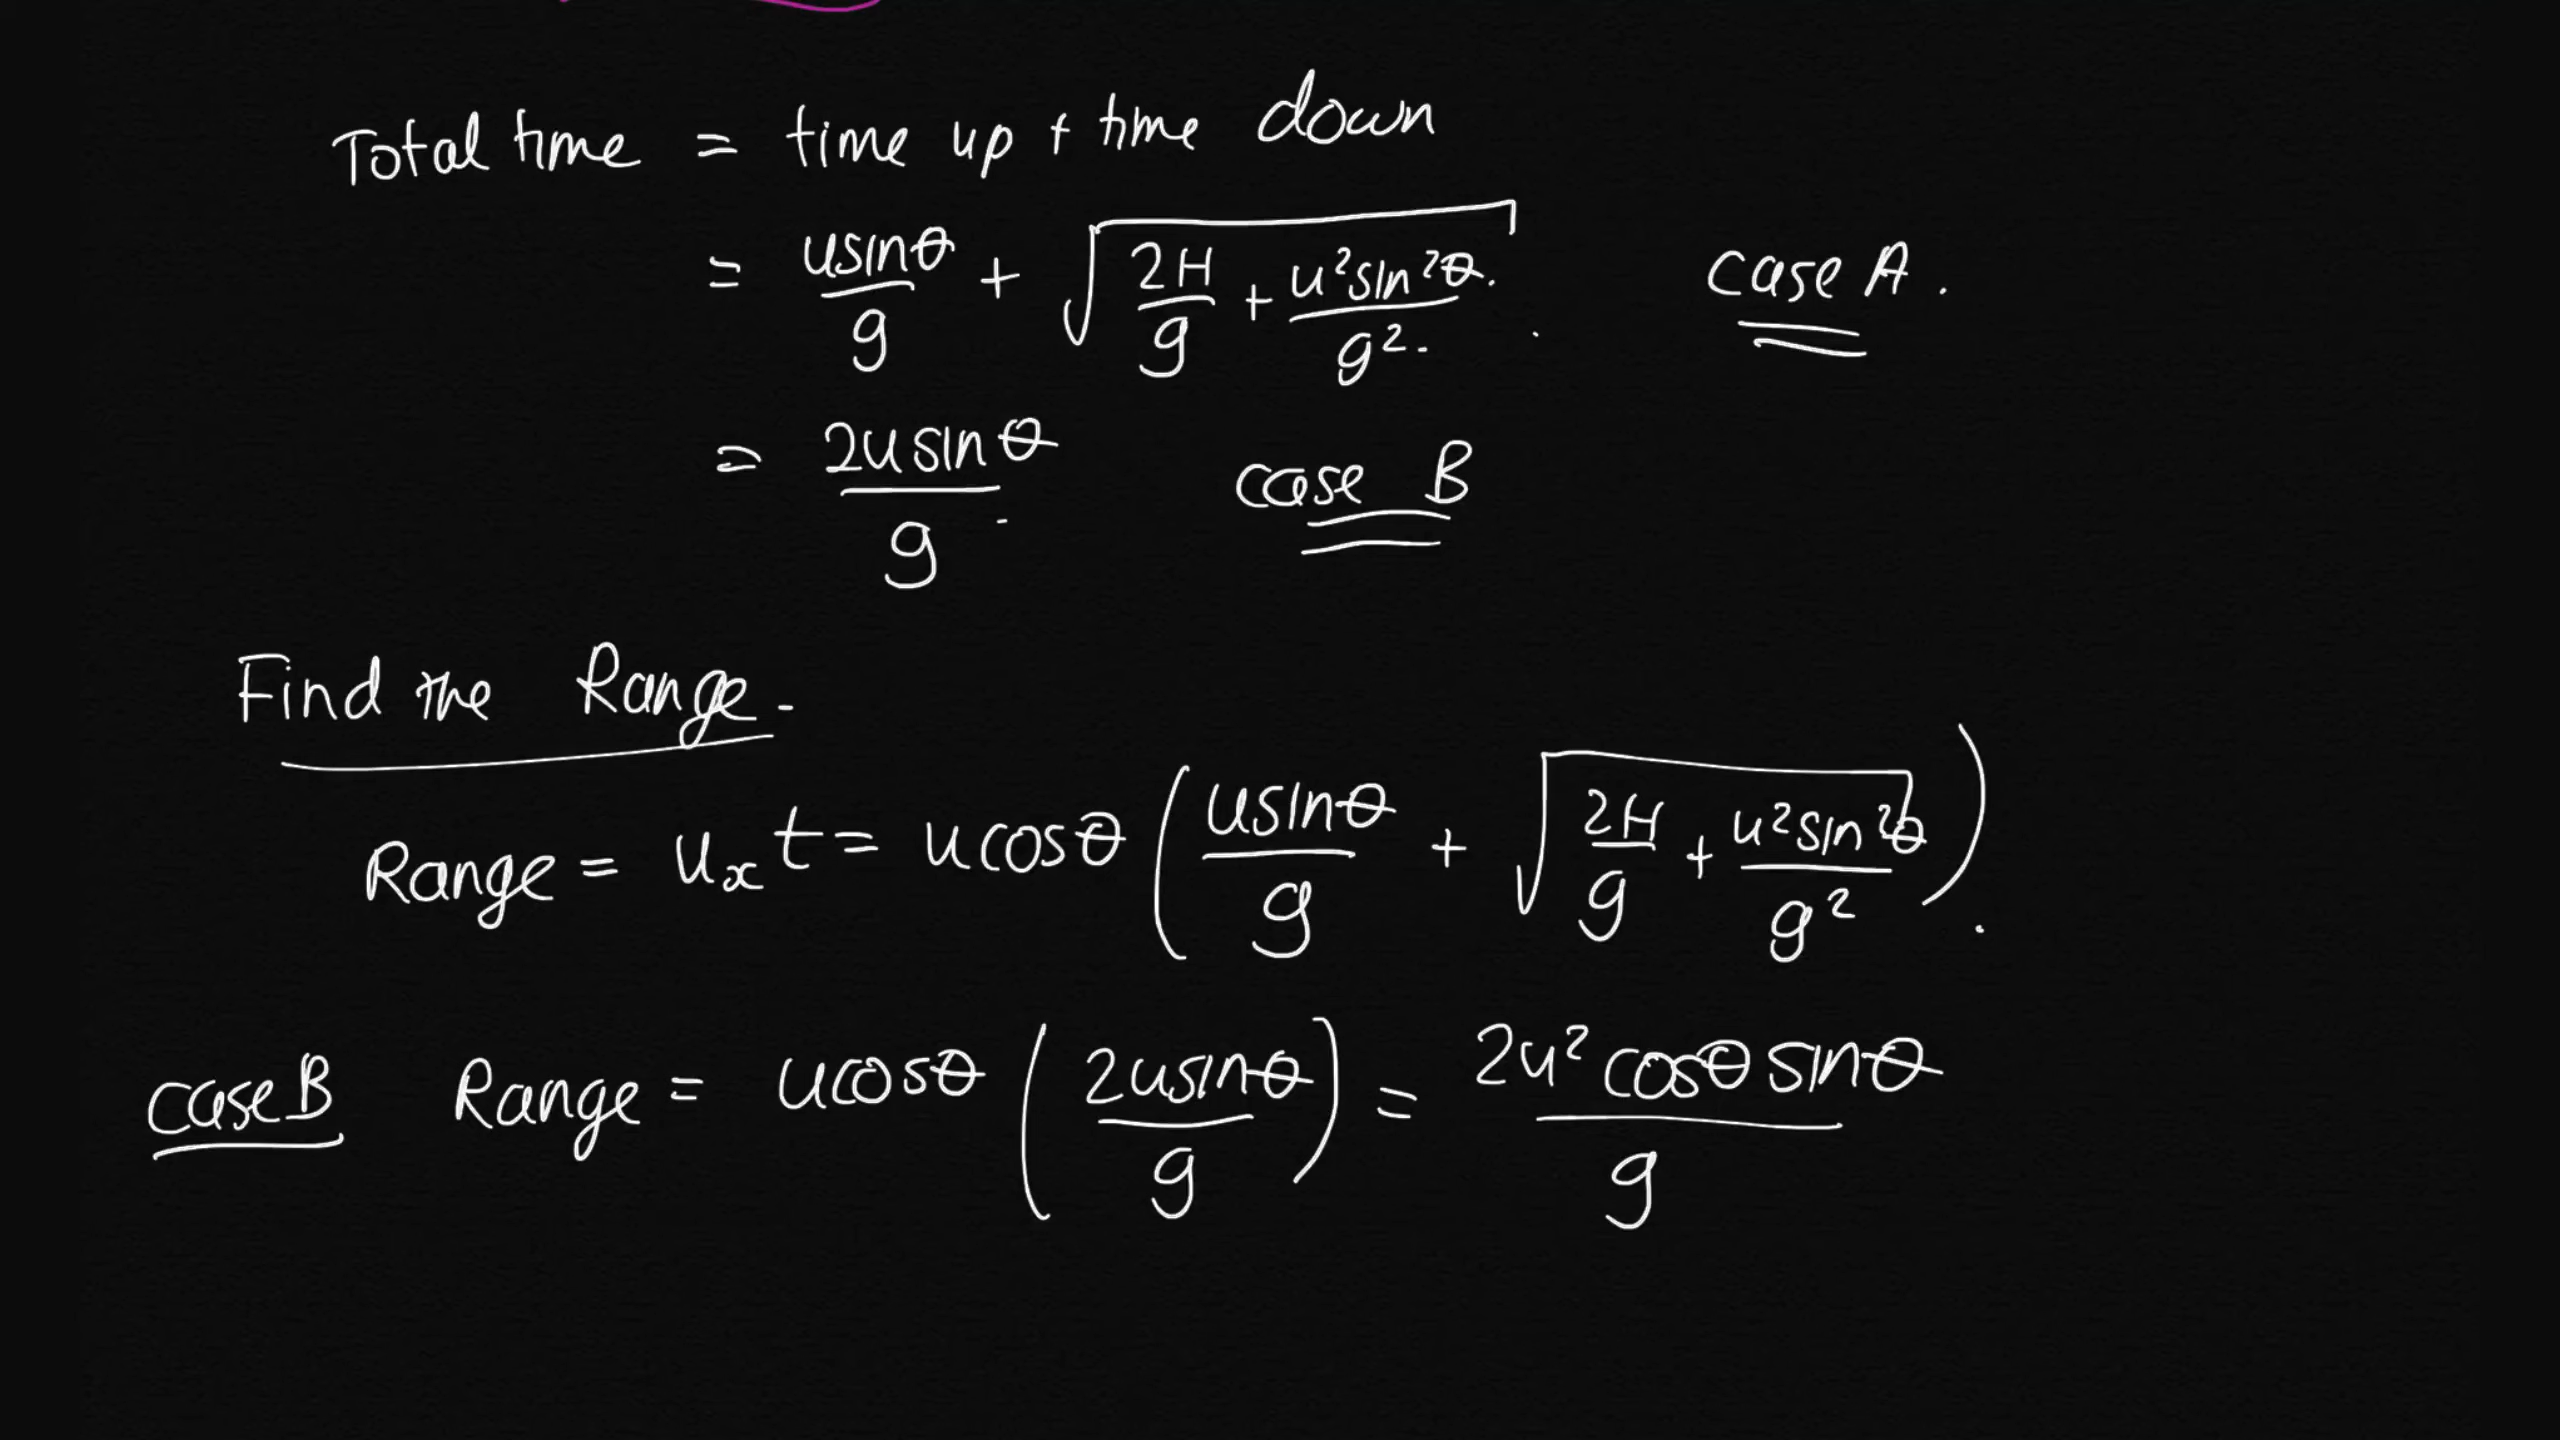 Total time = time up + time down
= usinθ/g + √(2H/g + u²sin²θ/g²) . case A.
= 2usinθ/g case B
Find the Range.
Range = uₓt = ucosθ (usinθ/g + √(2H/g + u²sin²θ/g²)).
case B Range = ucosθ (2usinθ/g) = 2u²cosθsinθ/g